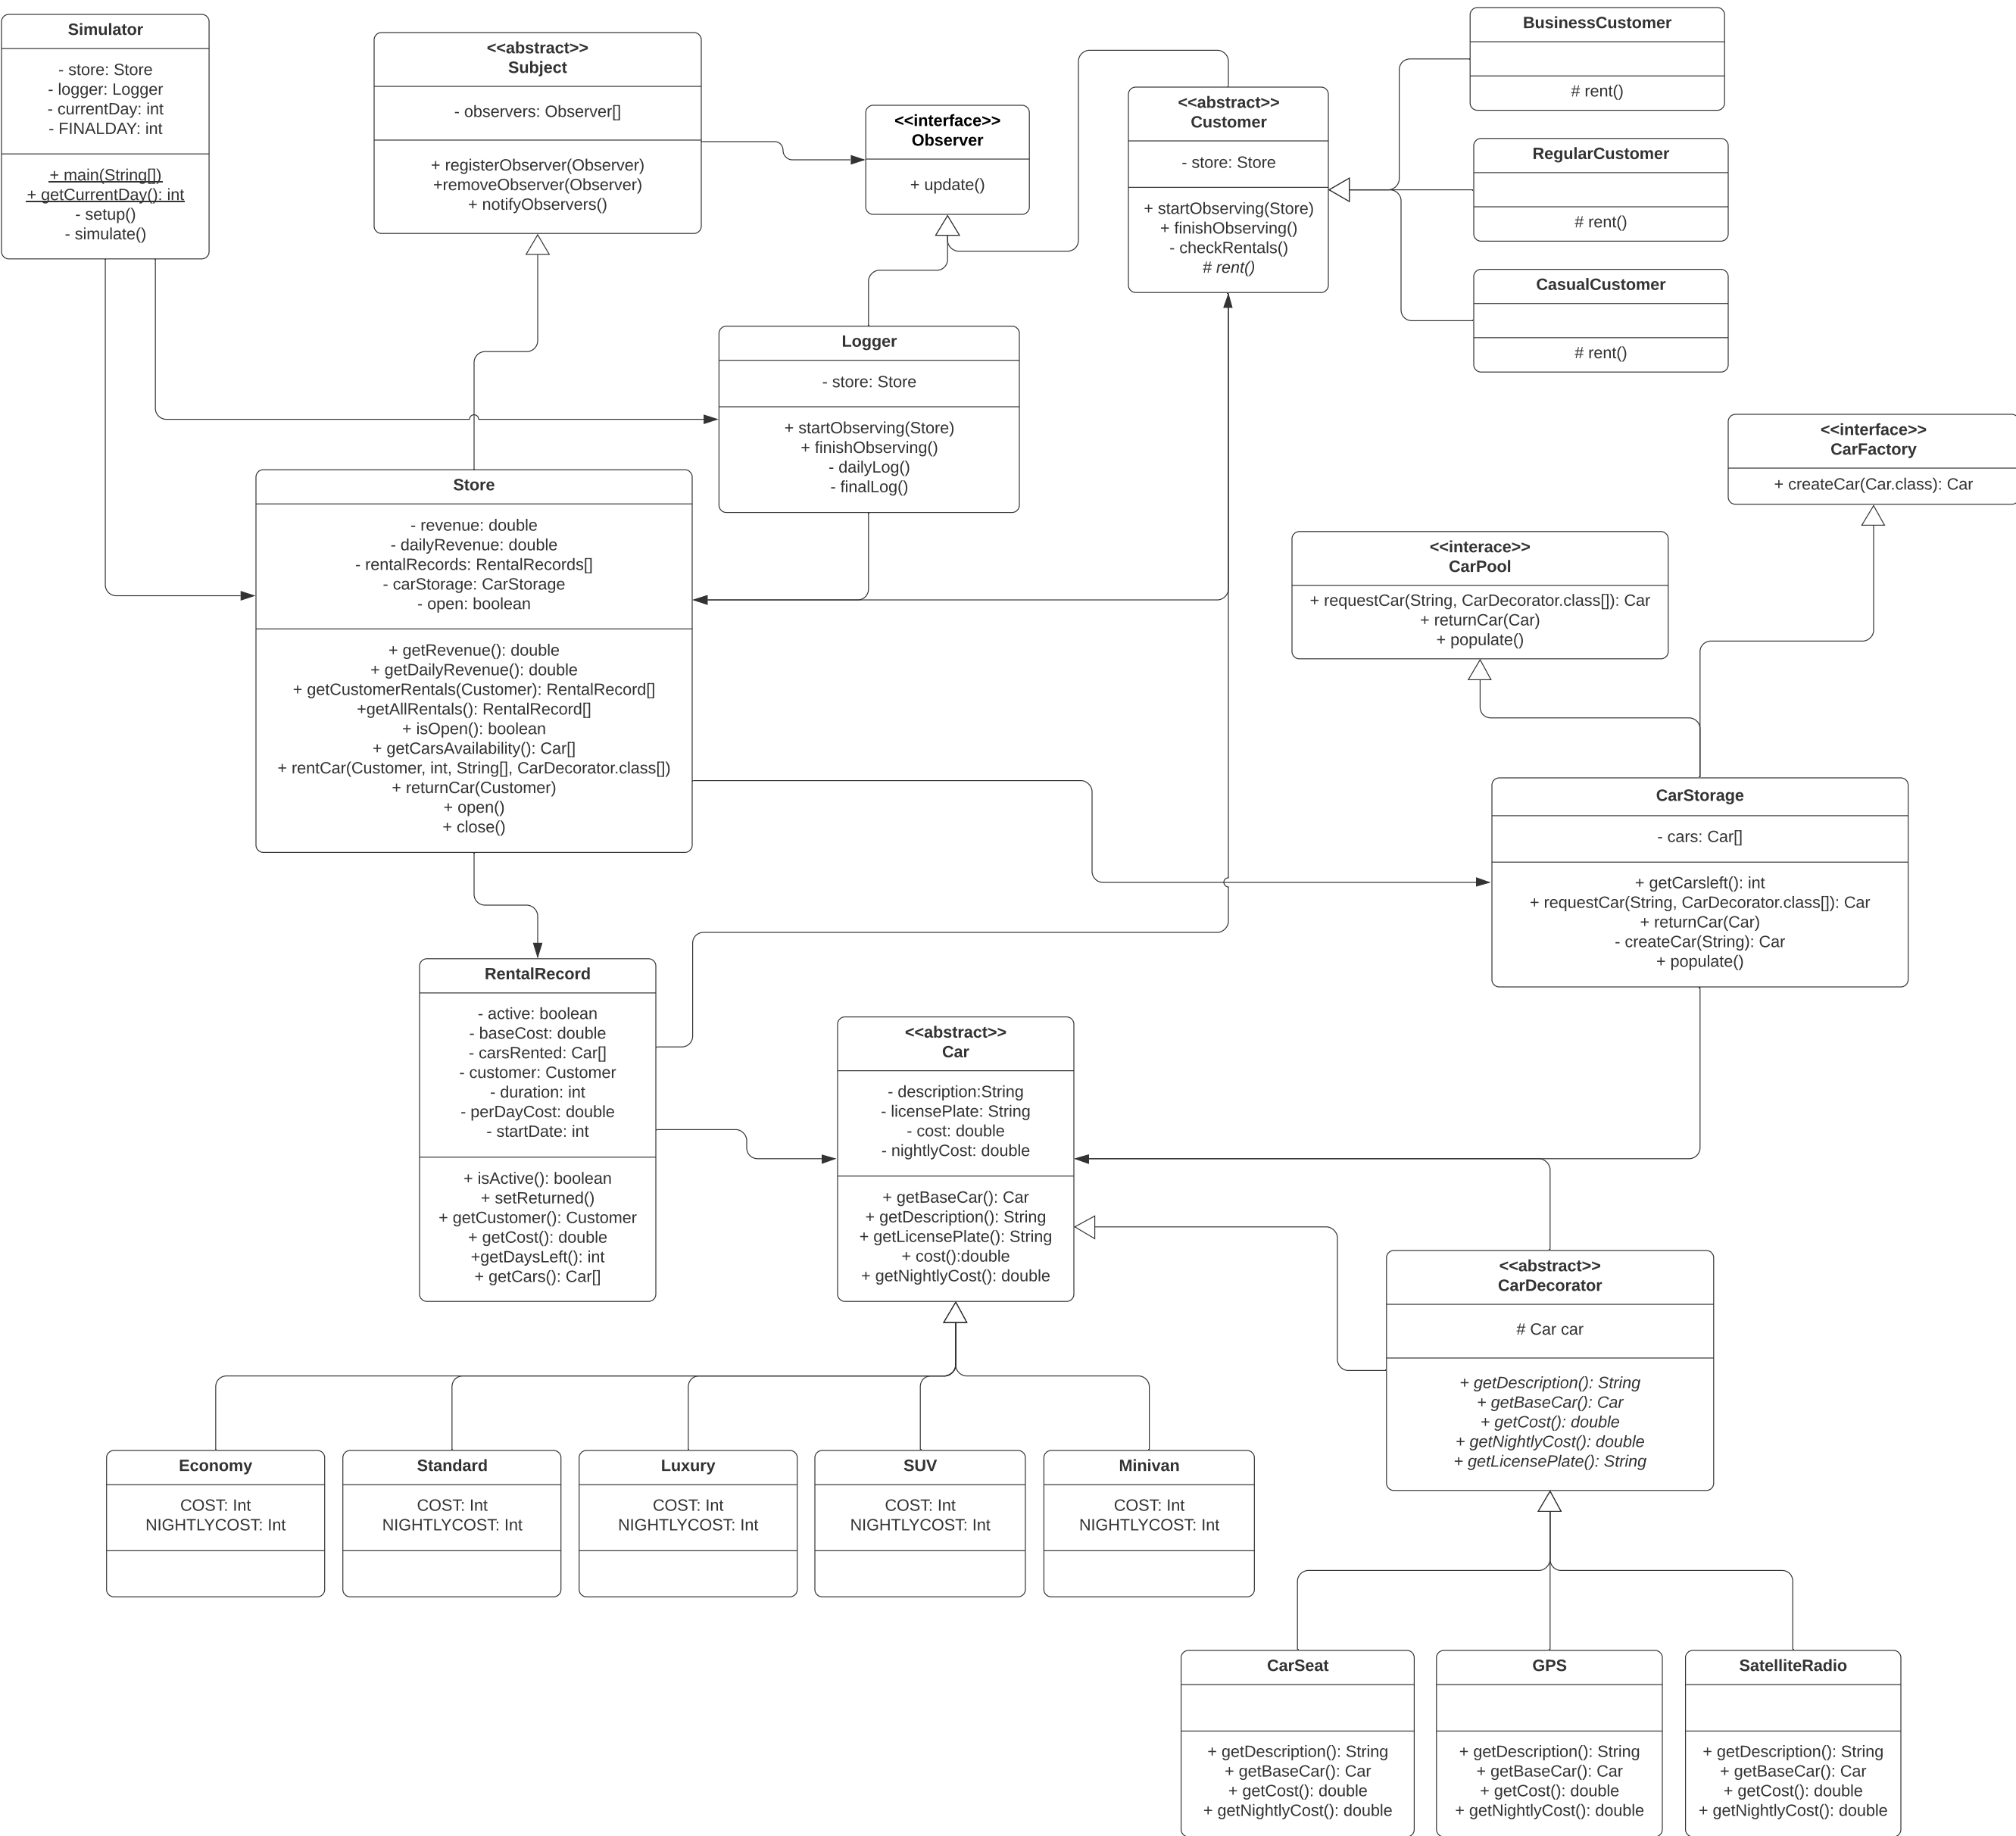 Simulator
- store: Store
- logger: Logger
- currentDay: int
- FINALDAY: int
+ main(String[])
+ getCurrentDay(): int
- setup()
- simulate()
<<abstract>>
Subject
- observers: Observer[]
+ registerObserver(Observer)
+removeObserver(Observer)
+ notifyObservers()
<<interface>>
Observer
+ update()
<<abstract>>
Customer
- store: Store
+ startObserving(Store)
+ finishObserving()
- checkRentals()
# rent()
BusinessCustomer
# rent()
RegularCustomer
# rent()
CasualCustomer
# rent()
Logger
- store: Store
+ startObserving(Store)
+ finishObserving()
- dailyLog()
- finalLog()
<<interface>>
CarFactory
+ createCar(Car.class): Car
Store
- revenue: double
- dailyRevenue: double
- rentalRecords: RentalRecords[]
- carStorage: CarStorage
- open: boolean
+ getRevenue(): double
+ getDailyRevenue(): double
+ getCustomerRentals(Customer): RentalRecord[]
+getAllRentals(): RentalRecord[]
+ isOpen(): boolean
+ getCarsAvailability(): Car[]
+ rentCar(Customer, int, String[], CarDecorator.class[])
+ returnCar(Customer)
+ open()
+ close()
<<interace>>
CarPool
+ requestCar(String, CarDecorator.class[]): Car
+ returnCar(Car)
+ populate()
CarStorage
- cars: Car[]
+ getCarsleft(): int
+ requestCar(String, CarDecorator.class[]): Car
+ returnCar(Car)
- createCar(String): Car
+ populate()
RentalRecord
- active: boolean
- baseCost: double
- carsRented: Car[]
- customer: Customer
- duration: int
- perDayCost: double
- startDate: int
+ isActive(): boolean
+ setReturned()
+ getCustomer(): Customer
+ getCost(): double
+getDaysLeft(): int
+ getCars(): Car[]
<<abstract>>
Car
- description:String
- licensePlate: String
- cost: double
- nightlyCost: double
+ getBaseCar(): Car
+ getDescription(): String
+ getLicensePlate(): String
+ cost():double
+ getNightlyCost(): double
<<abstract>>
CarDecorator
# Car car
+ getDescription(): String
+ getBaseCar(): Car
+ getCost(): double
+ getNightlyCost(): double
+ getLicensePlate(): String
Economy
COST: Int
NIGHTLYCOST: Int
Standard
COST: Int
NIGHTLYCOST: Int
Luxury
COST: Int
NIGHTLYCOST: Int
SUV
COST: Int
NIGHTLYCOST: Int
Minivan
COST: Int
NIGHTLYCOST: Int
CarSeat
+ getDescription(): String
+ getBaseCar(): Car
+ getCost(): double
+ getNightlyCost(): double
GPS
+ getDescription(): String
+ getBaseCar(): Car
+ getCost(): double
+ getNightlyCost(): double
SatelliteRadio
+ getDescription(): String
+ getBaseCar(): Car
+ getCost(): double
+ getNightlyCost(): double